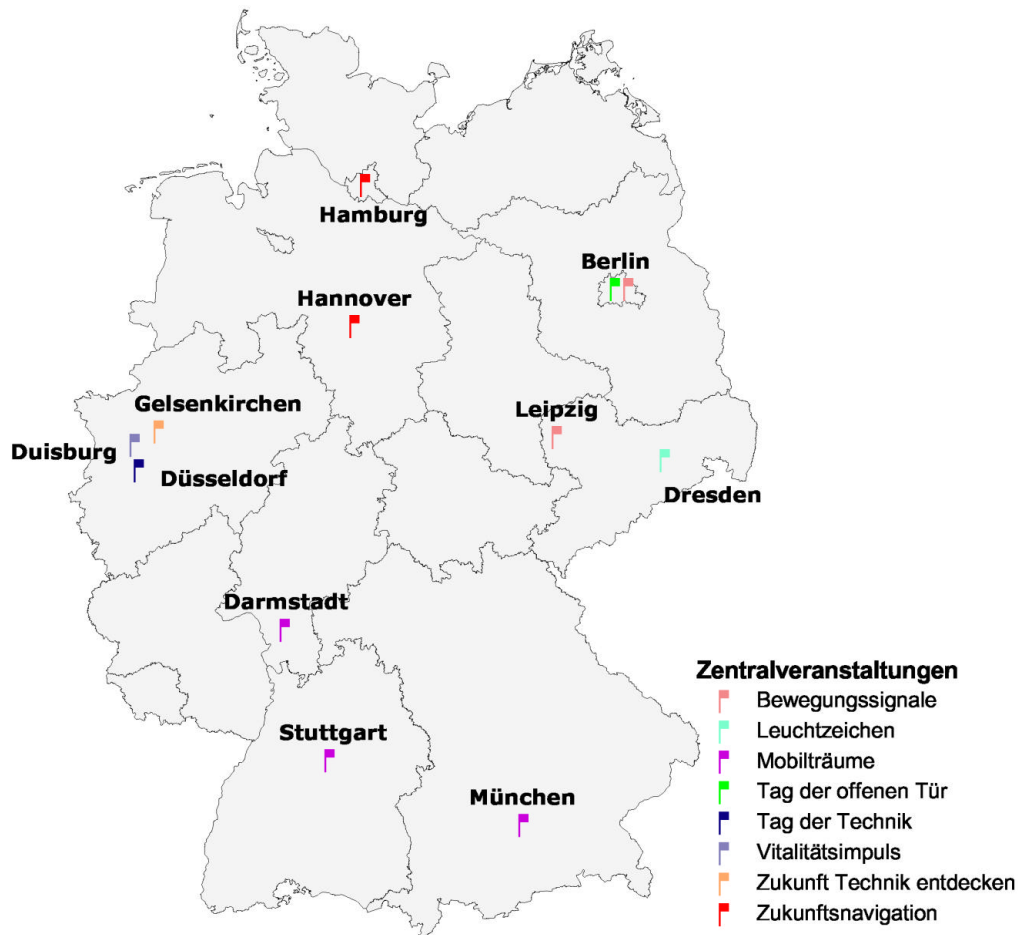 Hamburg
Berlin
Hannover
Gelsenkirchen
Leipzig
Duisburg
Düsseldorf
Dresden
Darmstadt
Stuttgart
München
Zentralveranstaltungen
Bewegungssignale
Leuchtzeichen
Mobilträume
Tag der offenen Tür
Tag der Technik
Vitalitätsimpuls
Zukunft Technik entdecken
Zukunftsnavigation